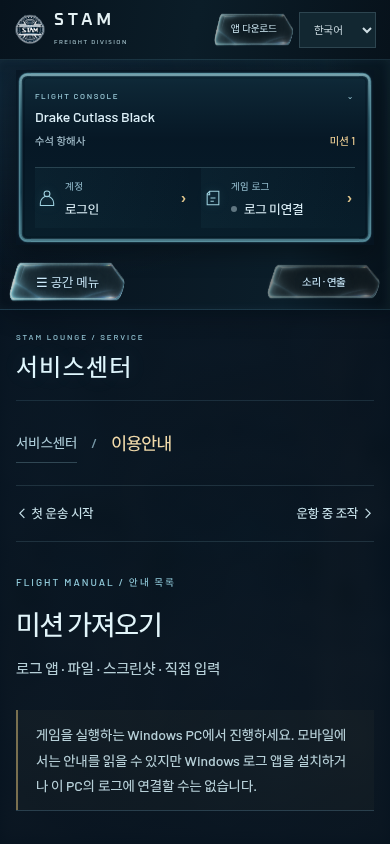 STAM
FREIGHT DIVISION
앱 다운로드
한국어
FLIGHT CONSOLE
Drake Cutlass Black
수석 항해사
미션 1
계정
로그인
게임 로그
로그 미연결
☰ 공간 메뉴
소리·연출
STAM LOUNGE / SERVICE
서비스센터
서비스센터 / 이용안내
첫 운송 시작
운항 중 조작
FLIGHT MANUAL / 안내 목록
미션 가져오기
로그 앱 · 파일 · 스크린샷 · 직접 입력
게임을 실행하는 Windows PC에서 진행하세요. 모바일에
서는 안내를 읽을 수 있지만 Windows 로그 앱을 설치하거
나 이 PC의 로그에 연결할 수는 없습니다.